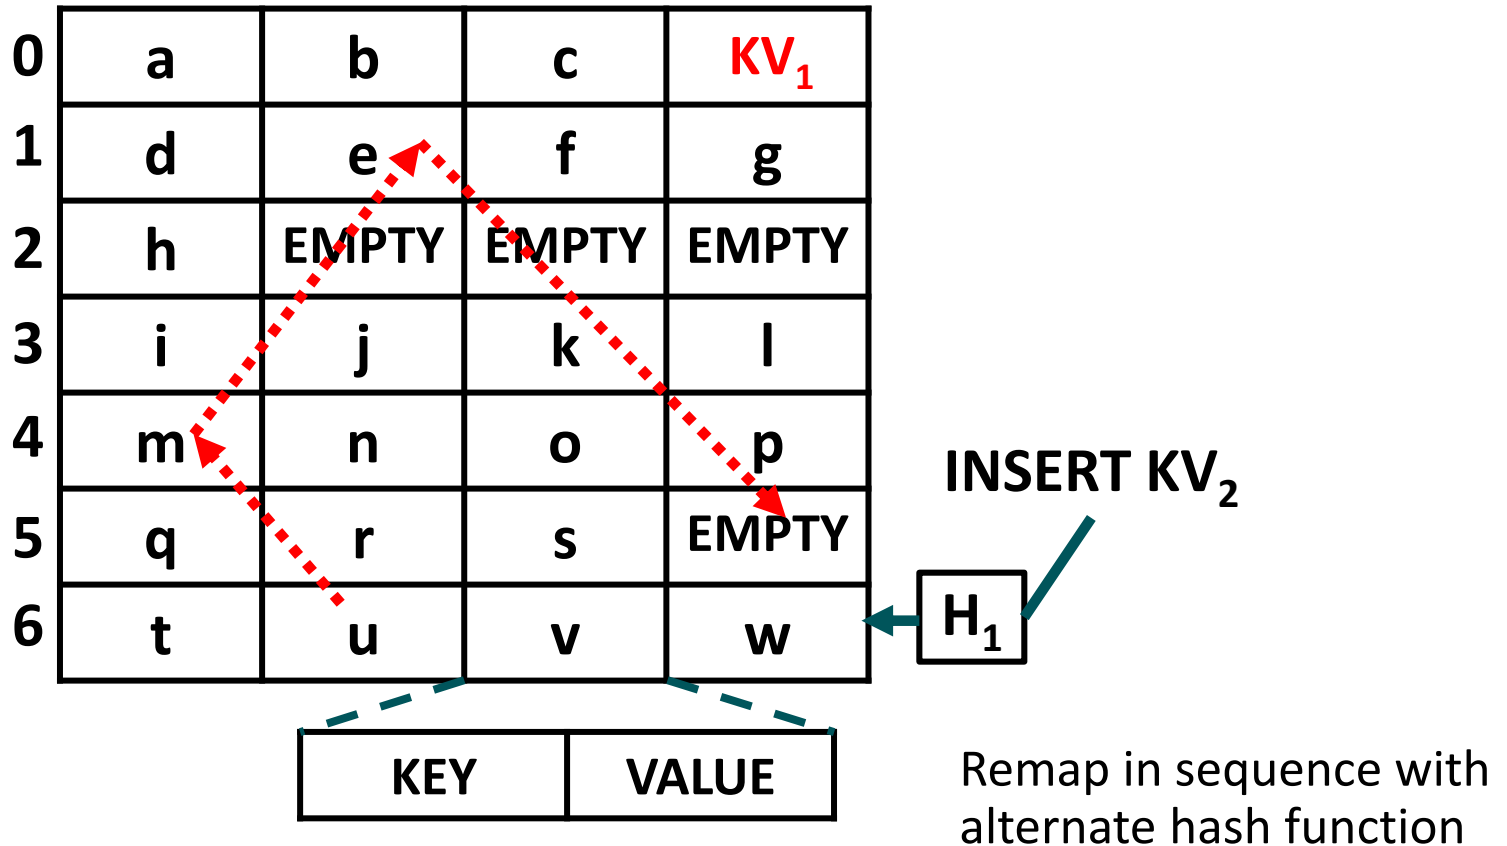 0 a b c KV₁
1 d e f g
2 h EMPTY EMPTY EMPTY
3 i j k l
4 m n o p
5 q r s EMPTY
6 t u v w
INSERT KV₂
H₁
KEY VALUE
Remap in sequence with
alternate hash function